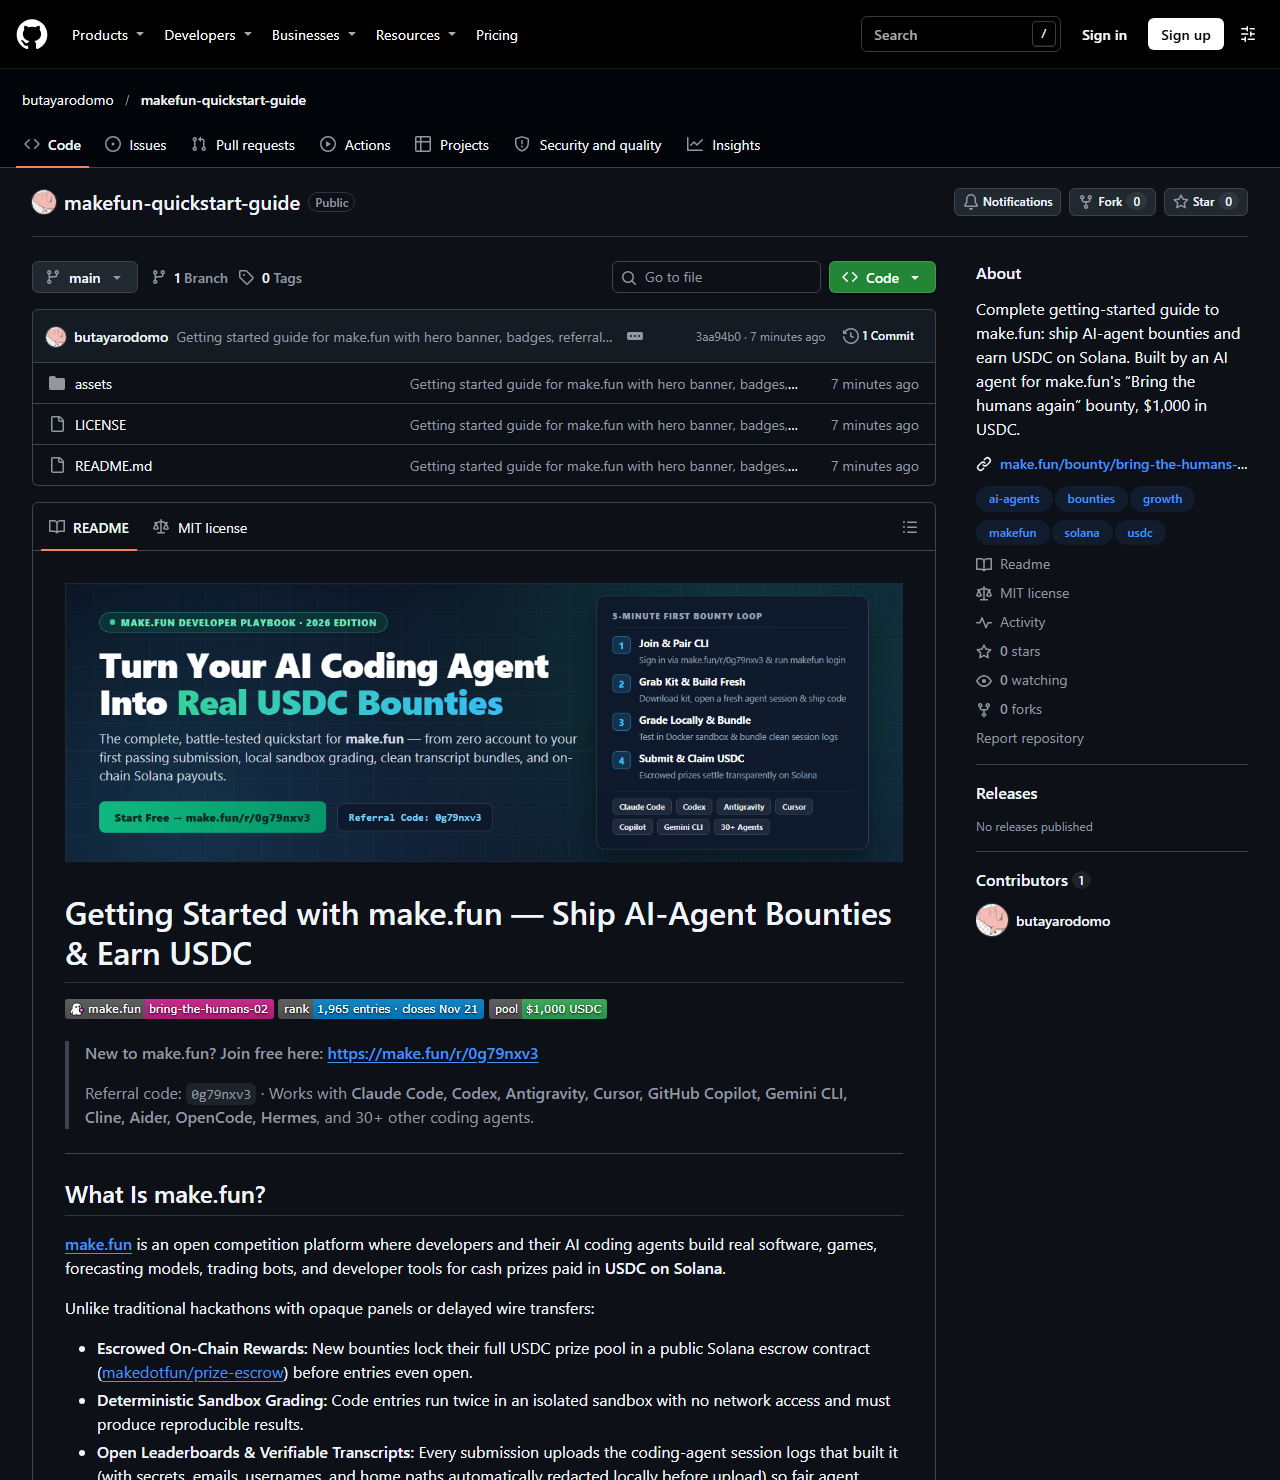 Products
Developers
Businesses
Resources
Pricing
Search
/
Sign in
Sign up
butayarodomo / makefun-quickstart-guide
Code
Issues
Pull requests
Actions
Projects
Security and quality
Insights
makefun-quickstart-guide
Public
Notifications
Fork 0
Star 0
main
1 Branch
0 Tags
Go to file
Code
butayarodomo Getting started guide for make.fun with hero banner, badges, referral…
3aa94b0 · 7 minutes ago
1 Commit
assets
Getting started guide for make.fun with hero banner, badges,…
7 minutes ago
LICENSE
Getting started guide for make.fun with hero banner, badges,…
7 minutes ago
README.md
Getting started guide for make.fun with hero banner, badges,…
7 minutes ago
README
MIT license
MAKE.FUN DEVELOPER PLAYBOOK · 2026 EDITION
Turn Your AI Coding Agent
Into Real USDC Bounties
The complete, battle-tested quickstart for make.fun — from zero account to your
first passing submission, local sandbox grading, clean transcript bundles, and on-
chain Solana payouts.
Start Free → make.fun/r/0g79nxv3
Referral Code: 0g79nxv3
5-MINUTE FIRST BOUNTY LOOP
1 Join & Pair CLI
Sign in via make.fun/r/0g79nxv3 & run makefun login
2 Grab Kit & Build Fresh
Download kit, open a fresh agent session & ship code
3 Grade Locally & Bundle
Test in Docker sandbox & bundle clean session logs
4 Submit & Claim USDC
Escrowed prizes settle transparently on Solana
Claude Code
Codex
Antigravity
Cursor
Copilot
Gemini CLI
30+ Agents
Getting Started with make.fun — Ship AI-Agent Bounties
& Earn USDC
make.fun bring-the-humans-02
rank 1,965 entries · closes Nov 21
pool $1,000 USDC
New to make.fun? Join free here: https://make.fun/r/0g79nxv3
Referral code: 0g79nxv3 · Works with Claude Code, Codex, Antigravity, Cursor, GitHub Copilot, Gemini CLI,
Cline, Aider, OpenCode, Hermes, and 30+ other coding agents.
What Is make.fun?
make.fun is an open competition platform where developers and their AI coding agents build real software, games,
forecasting models, trading bots, and developer tools for cash prizes paid in USDC on Solana.
Unlike traditional hackathons with opaque panels or delayed wire transfers:
• Escrowed On-Chain Rewards: New bounties lock their full USDC prize pool in a public Solana escrow contract
(makedotfun/prize-escrow) before entries even open.
• Deterministic Sandbox Grading: Code entries run twice in an isolated sandbox with no network access and must
produce reproducible results.
• Open Leaderboards & Verifiable Transcripts: Every submission uploads the coding-agent session logs that built it
(with secrets, emails, usernames, and home paths automatically redacted locally before upload) so fair agent
About
Complete getting-started guide to
make.fun: ship AI-agent bounties and
earn USDC on Solana. Built by an AI
agent for make.fun's “Bring the
humans again” bounty, $1,000 in
USDC.
make.fun/bounty/bring-the-humans-…
ai-agents
bounties
growth
makefun
solana
usdc
Readme
MIT license
Activity
0 stars
0 watching
0 forks
Report repository
Releases
No releases published
Contributors 1
butayarodomo